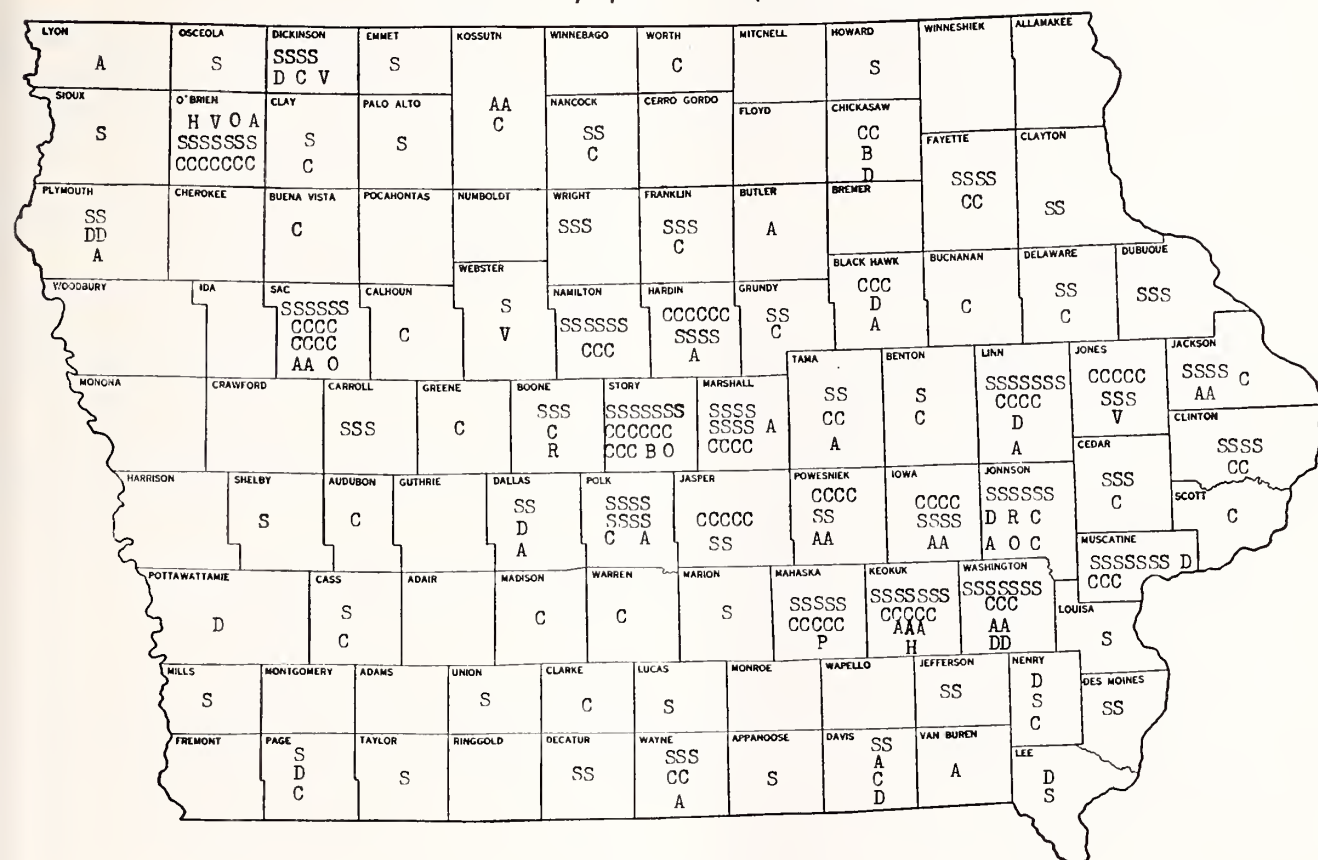 LYON
A
OSCEOLA
S
DICKINSON
SSSS
D C V
EMMET
S
KOSSUTN
AA
C
WINNEBAGO
WORTH
C
MITCNELL
HOWARD
S
WINNESHIEK
ALLAMAKEE
SIOUX
S
O'BRIEN
H V O A
SSSSSSS
CCCCCCC
CLAY
S
C
PALO ALTO
S
NANCOCK
SS
C
CERRO GORDO
FLOYD
CHICKASAW
CC
B
D
FAYETTE
SSSS
CC
CLAYTON
SS
PLYMOUTH
SS
DD
A
CHEROKEE
BUENA VISTA
C
POCAHONTAS
NUMBOLDT
WRIGHT
SSS
FRANKLIN
SSS
C
BUTLER
A
BREMER
WOODBURY
IDA
SAC
SSSSSS
CCCC
CCCC
AA O
CALHOUN
C
WEBSTER
S
V
NAMILTON
SSSSSS
CCC
HARDIN
CCCCCC
SSSS
A
GRUNDY
SS
C
BLACK HAWK
CCC
D
A
BUCHANAN
C
DELAWARE
SS
C
DUBUQUE
SSS
MONONA
CRAWFORD
CARROLL
SSS
GREENE
C
BOONE
SSS
C
R
STORY
SSSSSSS
CCCCCC
CCC B O
MARSHALL
SSSS
SSSS A
CCCC
TAMA
SS
CC
A
BENTON
S
C
LINN
SSSSSSS
CCCC
D
A
JONES
CCCCC
SSS
V
JACKSON
SSSS C
AA
CLINTON
SSSS
CC
CEDAR
SSS
C
SCOTT
C
HARRISON
SHELBY
S
AUDUBON
C
GUTHRIE
DALLAS
SS
D
A
POLK
SSSS
SSSS
C A
JASPER
CCCCC
SS
POWESNIEK
CCCC
SS
AA
IOWA
CCCC
SSSS
AA
JONNSON
SSSSSS
D R C
A O C
MUSCATINE
SSSSSSS D
CCC
POTTAWATTAMIE
D
CASS
S
C
ADAIR
MADISON
C
WARREN
C
MARION
S
MAHASKA
SSSSS
CCCCC
P
KEOKUK
SSSSSSS
CCCCC
AAA
H
WASHINGTON
SSSSSSS
CCC
AA
DD
LOUISA
S
MILLS
S
MONTGOMERY
ADAMS
UNION
S
CLARKE
C
LUCAS
S
MONROE
WAPELLO
JEFFERSON
SS
NENRY
D
S
C
DES MOINES
SS
FREMONT
PAGE
S
D
C
TAYLOR
S
RINGGOLD
DECATUR
SS
WAYNE
SSS
CC
A
APPANOOSE
S
DAVIS
SS
A
C
D
VAN BUREN
A
LEE
D
S